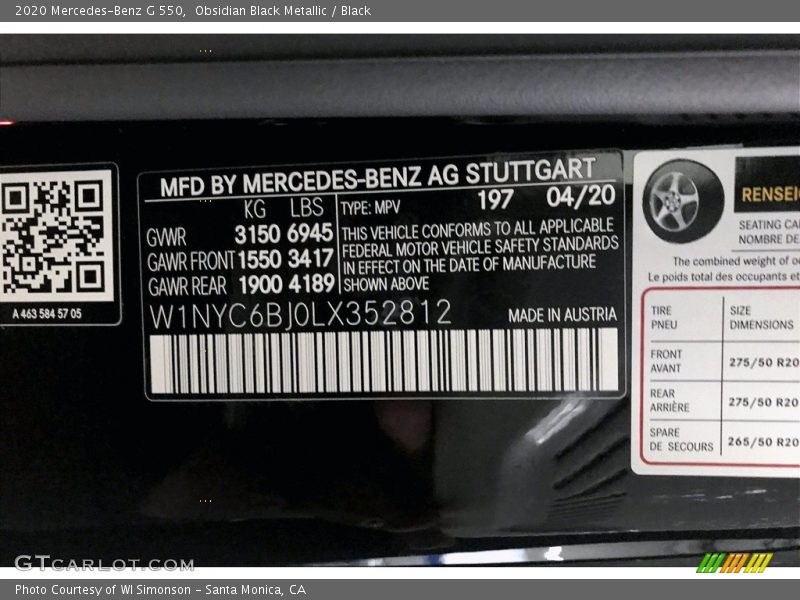 2020 Mercedes-Benz G 550,  Obsidian Black Metallic / Black
MFD BY MERCEDES-BENZ AG STUTTGART
KG LBS TYPE: MPV 197 04/20
GVWR 3150 6945
GAWR FRONT 1550 3417
GAWR REAR 1900 4189
THIS VEHICLE CONFORMS TO ALL APPLICABLE
FEDERAL MOTOR VEHICLE SAFETY STANDARDS
IN EFFECT ON THE DATE OF MANUFACTURE
SHOWN ABOVE
W1NYC6BJ0LX352812 MADE IN AUSTRIA
A 463 584 57 05
SEATING
NOMBRE DE
The combined weight of
Le poids total des occupants et
TIRE
PNEU
SIZE
DIMENSIONS
FRONT
AVANT
275/50 R20
REAR
ARRIÈRE
275/50 R20
SPARE
DE SECOURS
265/50 R20
GTCARLOT.COM
Photo Courtesy of WI Simonson - Santa Monica, CA